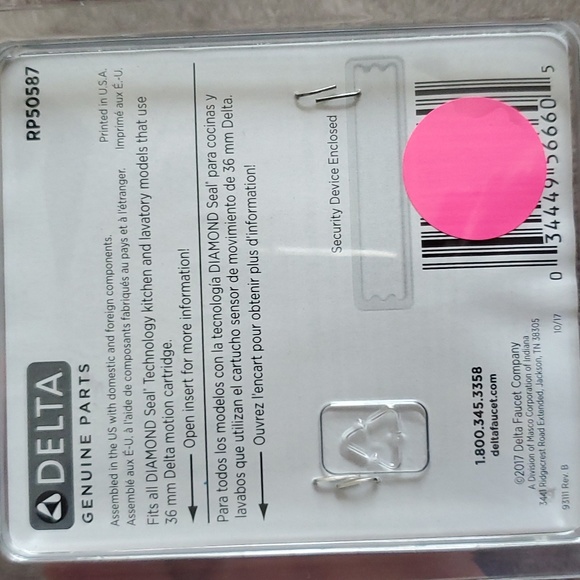 DELTA
GENUINE PARTS
RP50587
Assembled in the US with domestic and foreign components.
Printed in U.S.A.
Assemblé aux É.-U. à l'aide de composants fabriqués au pays et à l'étranger.
Imprimé aux É.-U.
Fits all DIAMOND Seal® Technology kitchen and lavatory models that use
36 mm Delta motion cartridge.
Open insert for more information!
Para todos los modelos con la tecnología DIAMOND Seal® para cocinas y
lavabos que utilizan el cartucho sensor de movimiento de 36 mm Delta.
Ouvrez l'encart pour obtenir plus d'information!
Security Device Enclosed
0 34449 56660 5
1.800.345.3358
deltafaucet.com
©2017 Delta Faucet Company
A Division of Masco Corporation of Indiana
3441 Ridgecrest Road Extended, Jackson, TN 38305
93111 Rev. B
10/17